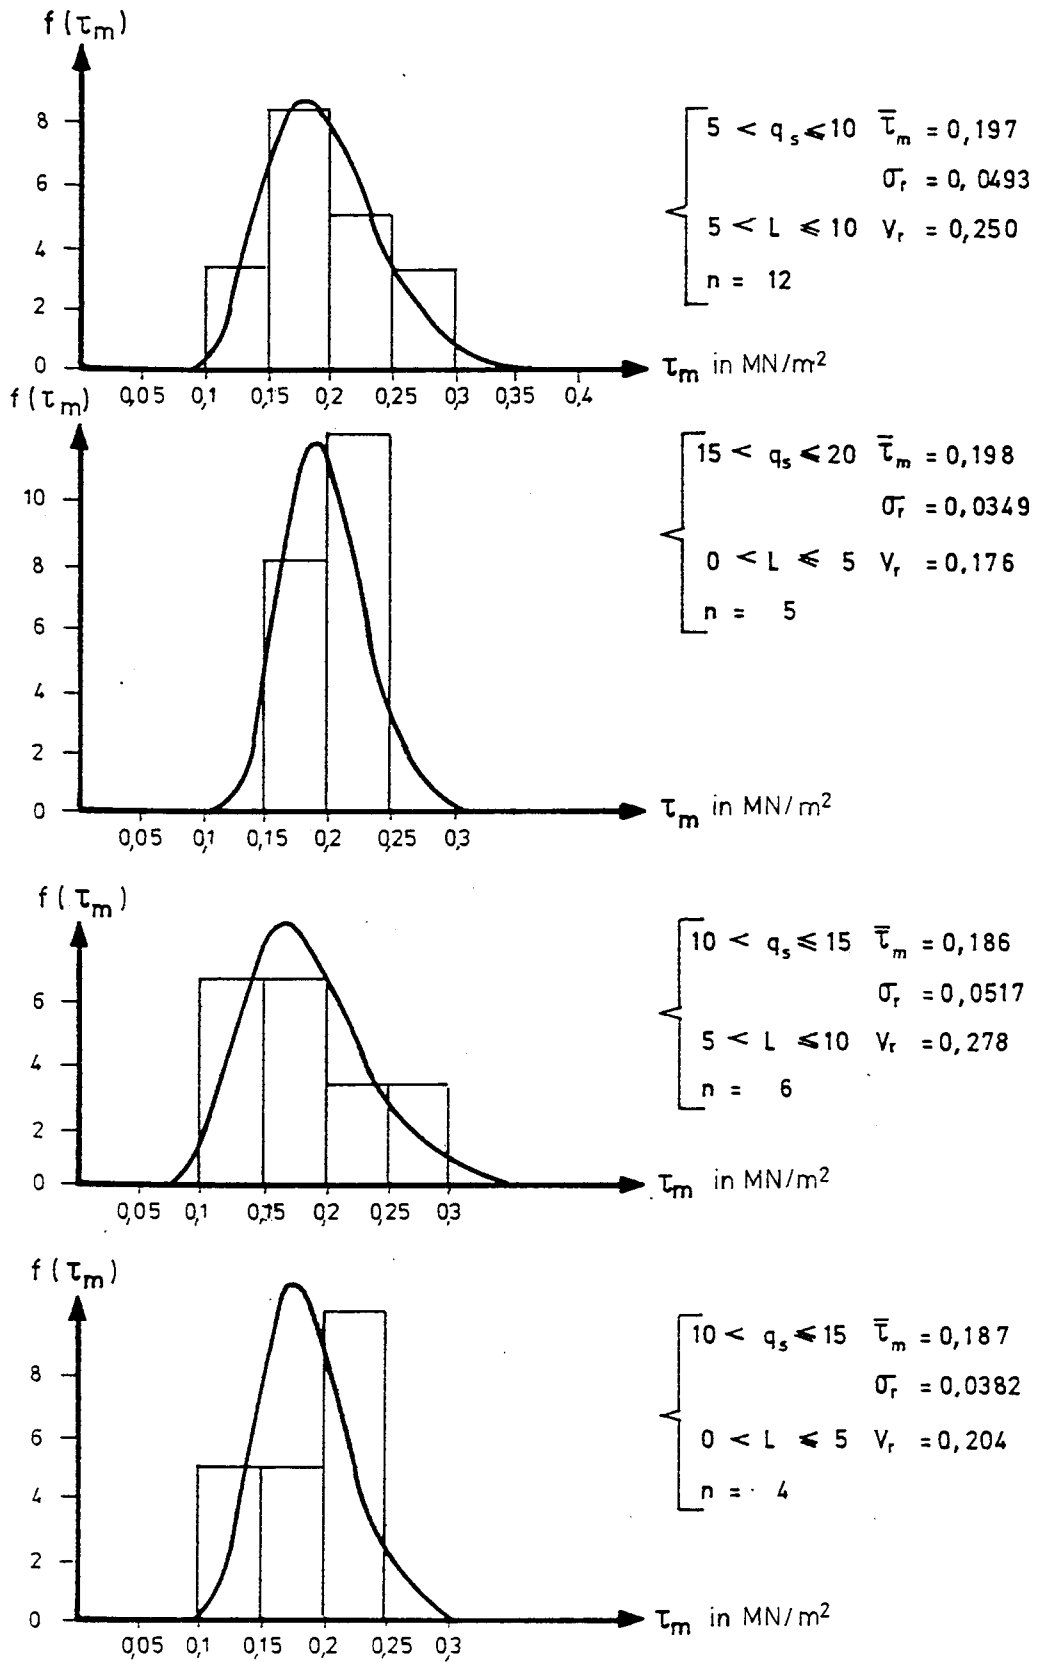 f (τm)
8
6
4
2
0
0,05 0,1 0,15 0,2 0,25 0,3 0,35 0,4
τm in MN/m²
5 < qs ⩽ 10 τ̅m = 0,197
σr = 0,0493
5 < L ⩽ 10 Vr = 0,250
n = 12
f (τm)
10
8
6
4
2
0
0,05 0,1 0,15 0,2 0,25 0,3
τm in MN/m²
15 < qs ⩽ 20 τ̅m = 0,198
σr = 0,0349
0 < L ⩽ 5 Vr = 0,176
n = 5
f (τm)
6
4
2
0
0,05 0,1 0,15 0,2 0,25 0,3
τm in MN/m²
10 < qs ⩽ 15 τ̅m = 0,186
σr = 0,0517
5 < L ⩽ 10 Vr = 0,278
n = 6
f (τm)
8
6
4
2
0
0,05 0,1 0,15 0,2 0,25 0,3
τm in MN/m²
10 < qs ⩽ 15 τ̅m = 0,187
σr = 0,0382
0 < L ⩽ 5 Vr = 0,204
n = 4